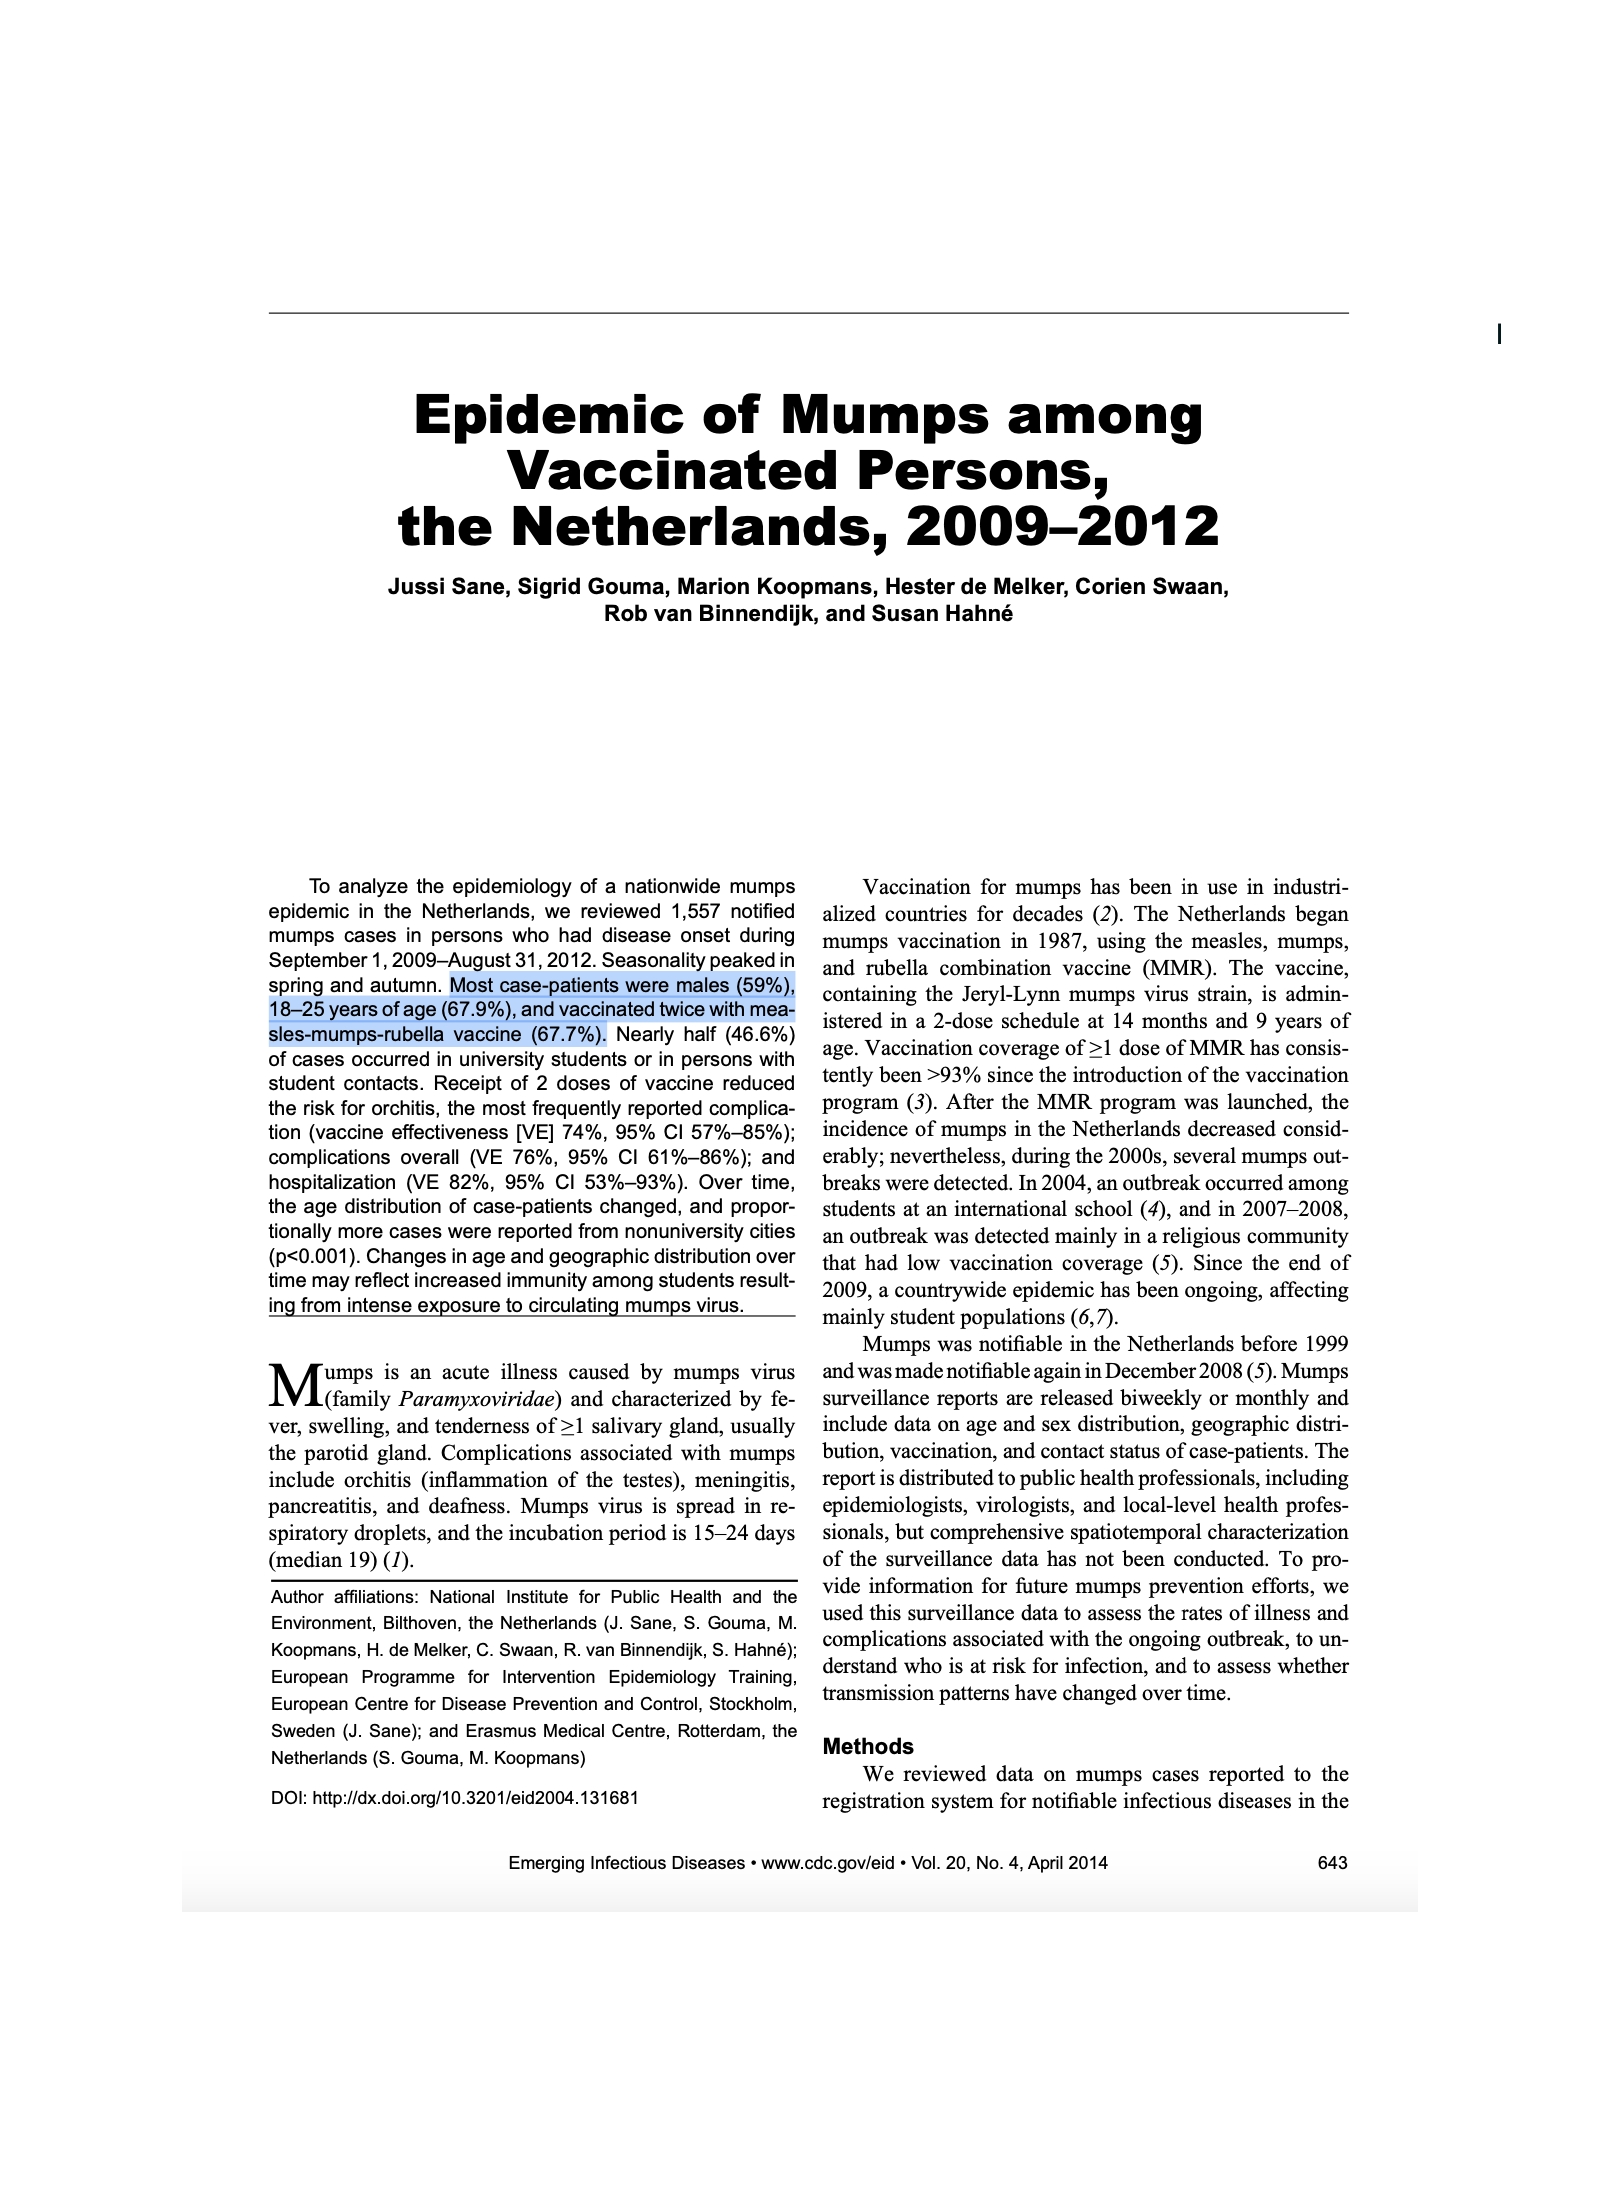 Epidemic of Mumps among
Vaccinated Persons,
the Netherlands, 2009–2012
Jussi Sane, Sigrid Gouma, Marion Koopmans, Hester de Melker, Corien Swaan,
Rob van Binnendijk, and Susan Hahné
To analyze the epidemiology of a nationwide mumps
epidemic in the Netherlands, we reviewed 1,557 notified
mumps cases in persons who had disease onset during
September 1, 2009–August 31, 2012. Seasonality peaked in
spring and autumn. Most case-patients were males (59%),
18–25 years of age (67.9%), and vaccinated twice with mea-
sles-mumps-rubella vaccine (67.7%). Nearly half (46.6%)
of cases occurred in university students or in persons with
student contacts. Receipt of 2 doses of vaccine reduced
the risk for orchitis, the most frequently reported complica-
tion (vaccine effectiveness [VE] 74%, 95% CI 57%–85%);
complications overall (VE 76%, 95% CI 61%–86%); and
hospitalization (VE 82%, 95% CI 53%–93%). Over time,
the age distribution of case-patients changed, and propor-
tionally more cases were reported from nonuniversity cities
(p<0.001). Changes in age and geographic distribution over
time may reflect increased immunity among students result-
ing from intense exposure to circulating mumps virus.
Mumps is an acute illness caused by mumps virus
(family Paramyxoviridae) and characterized by fe-
ver, swelling, and tenderness of ≥1 salivary gland, usually
the parotid gland. Complications associated with mumps
include orchitis (inflammation of the testes), meningitis,
pancreatitis, and deafness. Mumps virus is spread in re-
spiratory droplets, and the incubation period is 15–24 days
(median 19) (1).
Author affiliations: National Institute for Public Health and the
Environment, Bilthoven, the Netherlands (J. Sane, S. Gouma, M.
Koopmans, H. de Melker, C. Swaan, R. van Binnendijk, S. Hahné);
European Programme for Intervention Epidemiology Training,
European Centre for Disease Prevention and Control, Stockholm,
Sweden (J. Sane); and Erasmus Medical Centre, Rotterdam, the
Netherlands (S. Gouma, M. Koopmans)
DOI: http://dx.doi.org/10.3201/eid2004.131681
Vaccination for mumps has been in use in industri-
alized countries for decades (2). The Netherlands began
mumps vaccination in 1987, using the measles, mumps,
and rubella combination vaccine (MMR). The vaccine,
containing the Jeryl-Lynn mumps virus strain, is admin-
istered in a 2-dose schedule at 14 months and 9 years of
age. Vaccination coverage of ≥1 dose of MMR has consis-
tently been >93% since the introduction of the vaccination
program (3). After the MMR program was launched, the
incidence of mumps in the Netherlands decreased consid-
erably; nevertheless, during the 2000s, several mumps out-
breaks were detected. In 2004, an outbreak occurred among
students at an international school (4), and in 2007–2008,
an outbreak was detected mainly in a religious community
that had low vaccination coverage (5). Since the end of
2009, a countrywide epidemic has been ongoing, affecting
mainly student populations (6,7).
Mumps was notifiable in the Netherlands before 1999
and was made notifiable again in December 2008 (5). Mumps
surveillance reports are released biweekly or monthly and
include data on age and sex distribution, geographic distri-
bution, vaccination, and contact status of case-patients. The
report is distributed to public health professionals, including
epidemiologists, virologists, and local-level health profes-
sionals, but comprehensive spatiotemporal characterization
of the surveillance data has not been conducted. To pro-
vide information for future mumps prevention efforts, we
used this surveillance data to assess the rates of illness and
complications associated with the ongoing outbreak, to un-
derstand who is at risk for infection, and to assess whether
transmission patterns have changed over time.
Methods
We reviewed data on mumps cases reported to the
registration system for notifiable infectious diseases in the
Emerging Infectious Diseases • www.cdc.gov/eid • Vol. 20, No. 4, April 2014
643